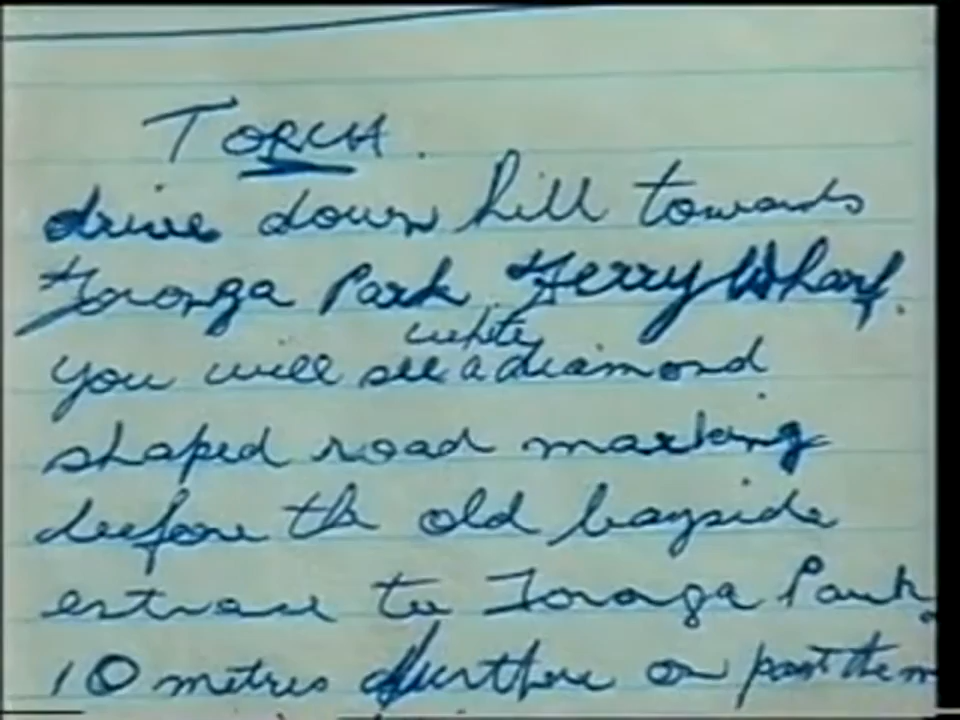 TORCH.
drive down hill towards
Taronga Park Ferry Wharf.
white
you will see a diamond
shaped road marking
before the old bayside
entrance to Taronga Park.
10 metres further on past the m